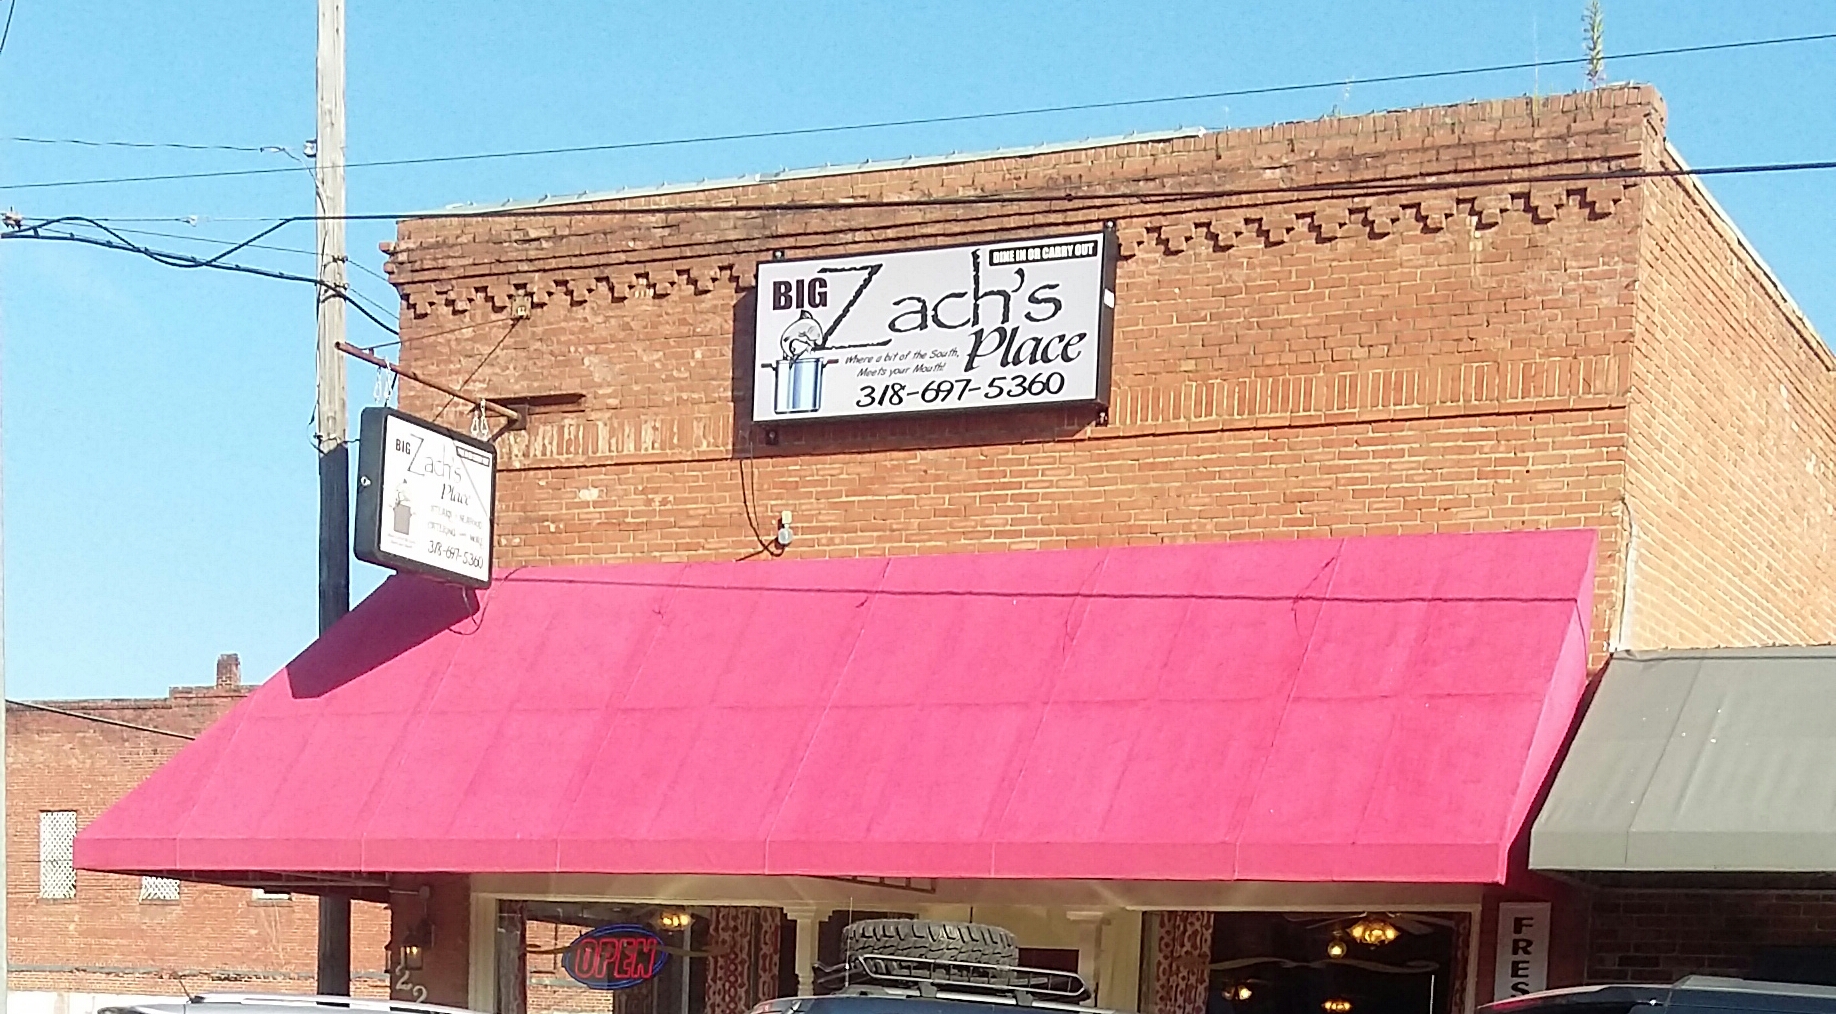 DINE IN OR CARRY OUT
BIG Zach's
Place
Where a bit of the South,
Meets your Mouth!
318-697-5360
BIG Zach's
Place
318-697-5360
OPEN
22
FRES